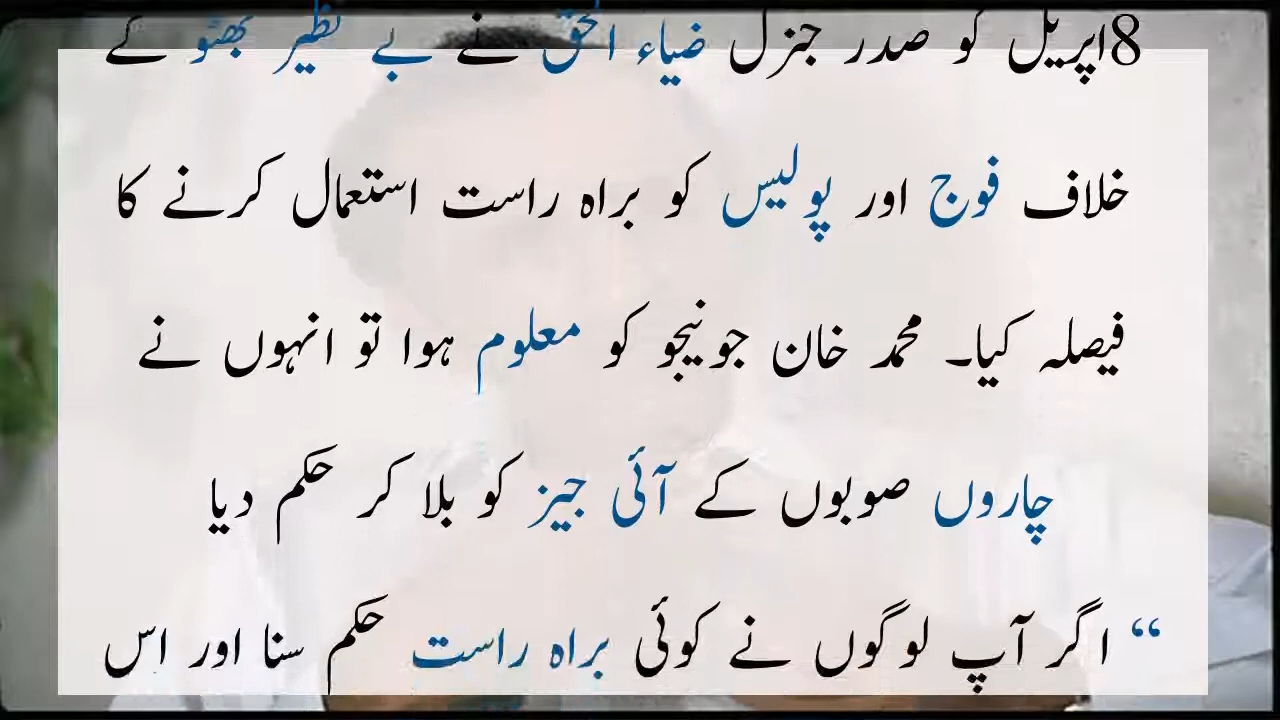 8اپریل کو صدر جنرل ضیاء الحق نے بے نظیر بھٹو کے
خلاف فوج اور پولیس کو براہ راست استعمال کرنے کا
فیصلہ کیا۔ محمد خان جونیجو کو معلوم ہوا تو انہوں نے
چاروں صوبوں کے آئی جیز کو بلا کر حکم دیا
“ اگر آپ لوگوں نے کوئی براہ راست حکم سنا اور اس